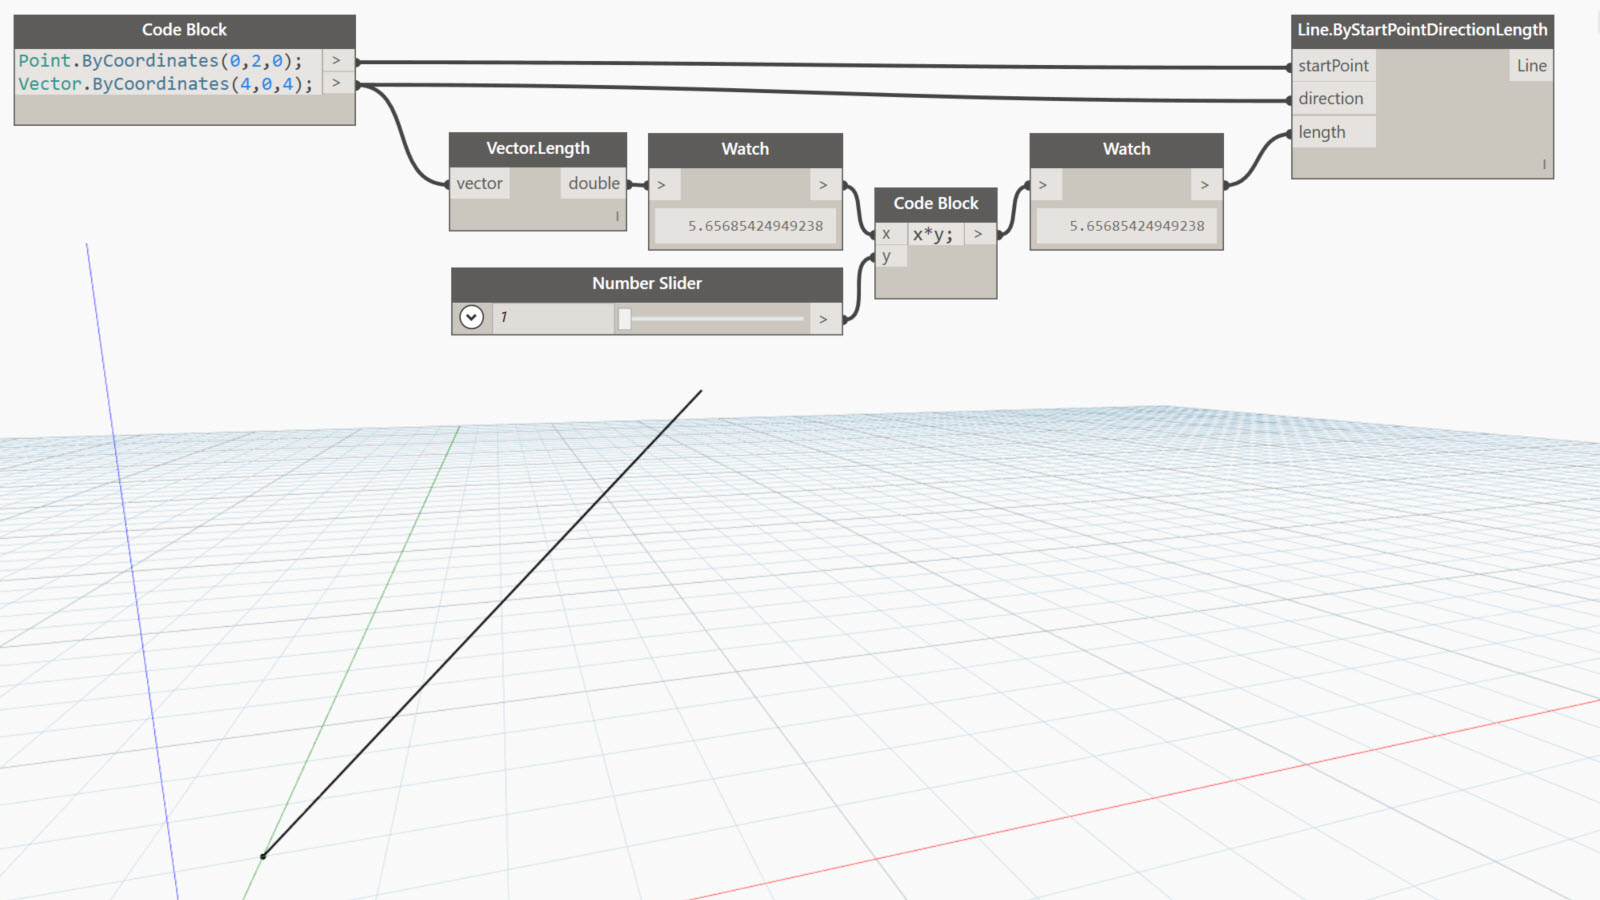 Code Block
Point.ByCoordinates(0,2,0); >
Vector.ByCoordinates(4,0,4); >
Line.ByStartPointDirectionLength
startPoint Line
direction
length
Vector.Length
vector double
Watch
> >
5.65685424949238
Code Block
x x*y; >
y
Watch
> >
5.65685424949238
Number Slider
1 >